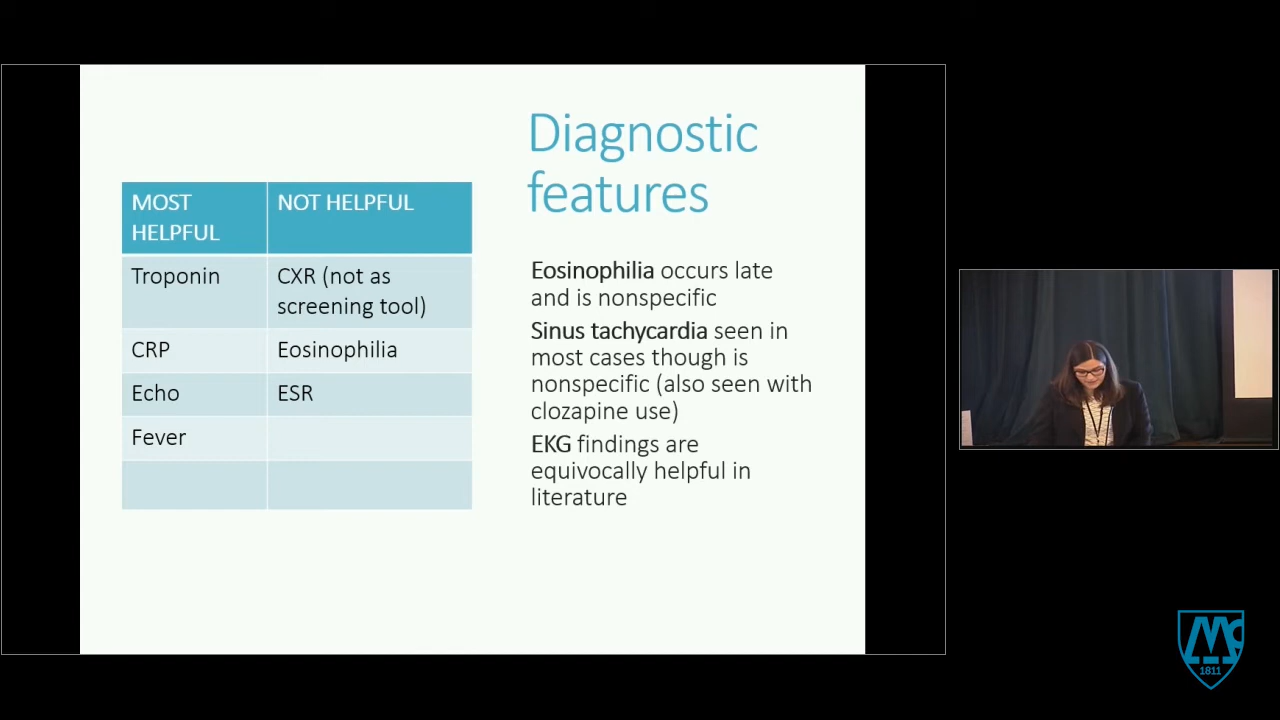 Diagnostic
features
MOST
HELPFUL
NOT HELPFUL
Troponin
CXR (not as
screening tool)
CRP
Eosinophilia
Echo
ESR
Fever
Eosinophilia occurs late
and is nonspecific
Sinus tachycardia seen in
most cases though is
nonspecific (also seen with
clozapine use)
EKG findings are
equivocally helpful in
literature
1811